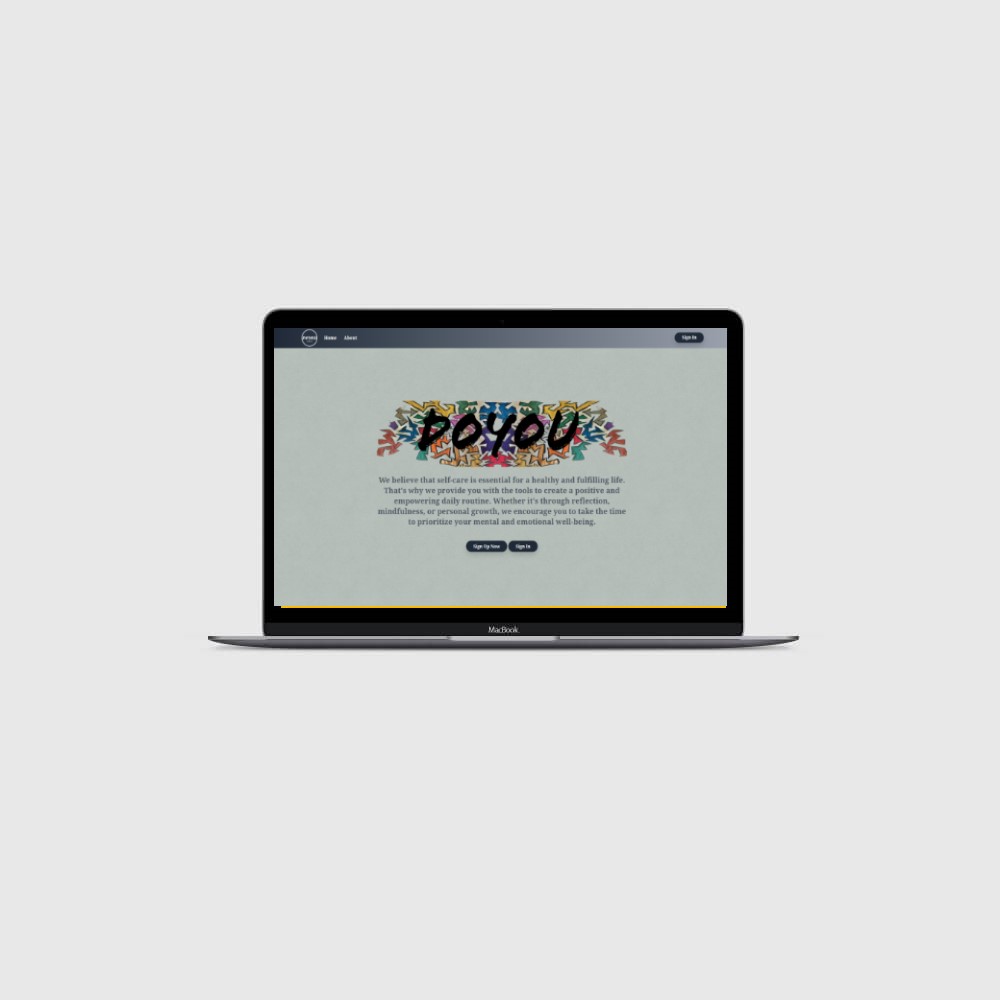 Home About Sign In
DOYOU
We believe that self-care is essential for a healthy and fulfilling life.
That's why we provide you with the tools to create a positive and
empowering daily routine. Whether it's through reflection,
mindfulness, or personal growth, we encourage you to take the time
to prioritize your mental and emotional well-being.
Sign Up Now Sign In
MacBook